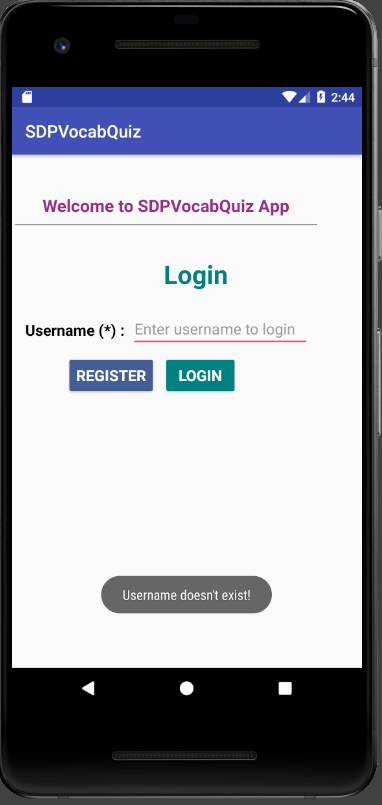 2:44
SDPVocabQuiz
Welcome to SDPVocabQuiz App
Login
Username (*) : Enter username to login
REGISTER LOGIN
Username doesn't exist!